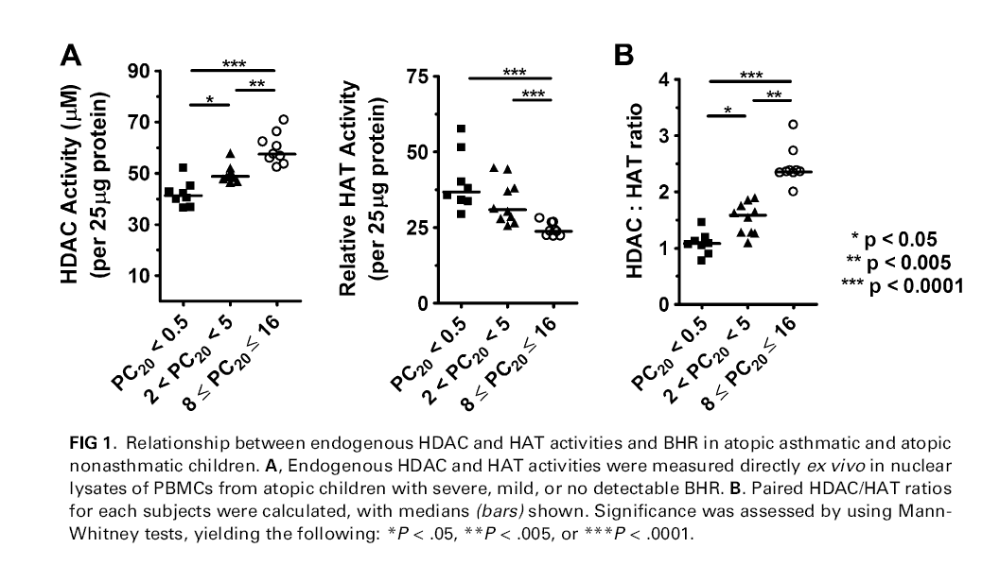 A
HDAC Activity (µM)
(per 25µg protein)
90
70
50
30
10
***
**
*
PC20 < 0.5
2 < PC20 < 5
8 ≤ PC20 ≤ 16
Relative HAT Activity
(per 25µg protein)
75
50
25
0
***
***
PC20 < 0.5
2 < PC20 < 5
8 ≤ PC20 ≤ 16
B
HDAC : HAT ratio
4
3
2
1
0
***
**
*
PC20 < 0.5
2 < PC20 < 5
8 ≤ PC20 ≤ 16
* p < 0.05
** p < 0.005
*** p < 0.0001
FIG 1. Relationship between endogenous HDAC and HAT activities and BHR in atopic asthmatic and atopic
nonasthmatic children. A, Endogenous HDAC and HAT activities were measured directly ex vivo in nuclear
lysates of PBMCs from atopic children with severe, mild, or no detectable BHR. B. Paired HDAC/HAT ratios
for each subjects were calculated, with medians (bars) shown. Significance was assessed by using Mann-
Whitney tests, yielding the following: *P < .05, **P < .005, or ***P < .0001.